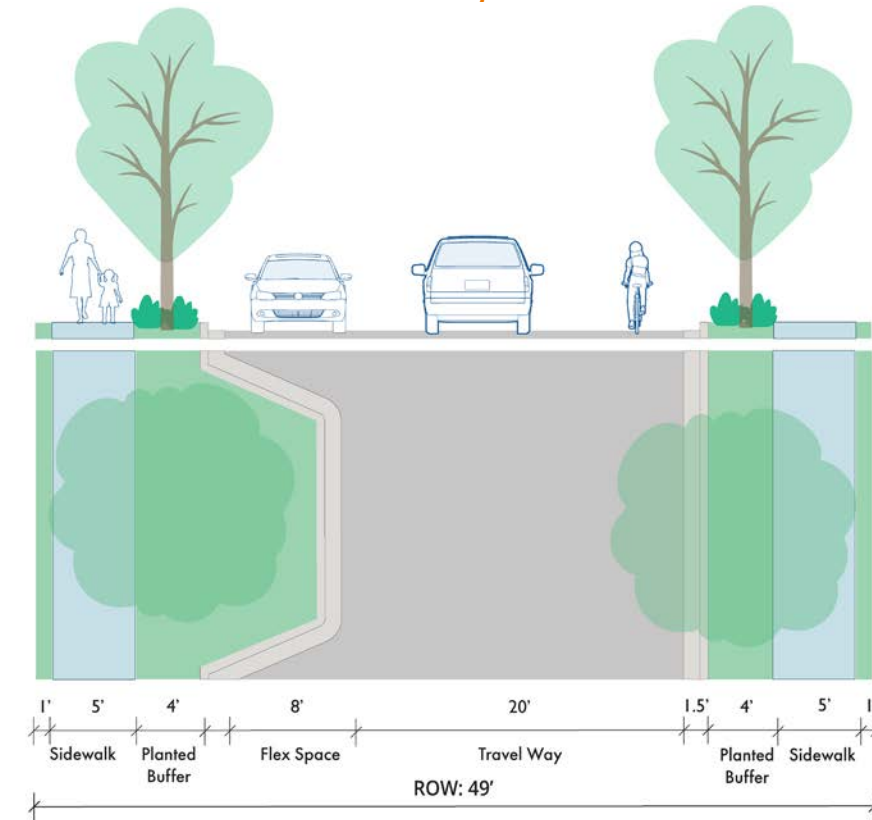 1' 5' 4' 8' 20' 1.5' 4' 5'
Sidewalk Planted Buffer Flex Space Travel Way Planted Buffer Sidewalk
ROW: 49'